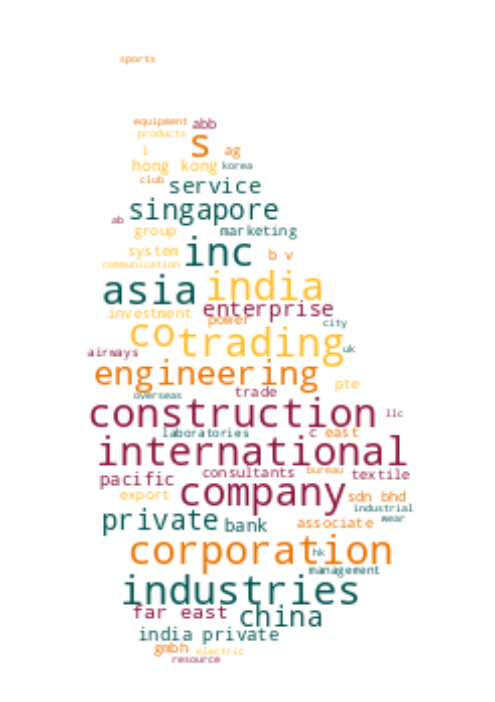 sports
equipment abb
products
s
l ag
hong kong korea
club service
singapore
ab
group marketing
system inc b v
communication
asia india
investment enterprise
power
co trading city
airways uk
engineering
pte
overseas trade
construction llc
laboratories c east
international
pacific consultants bureau textile
company
export sdn bhd
industrial
private bank associate wear
corporation
hk
management
industries
far east china
india private
gmbh electric
resource